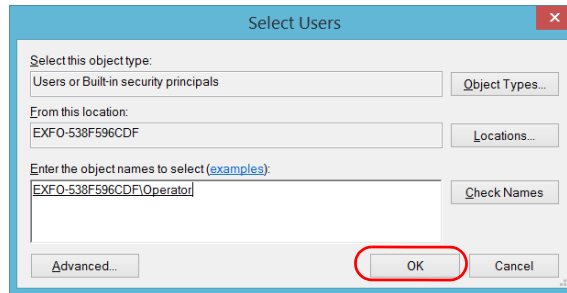 Select Users
x
Select this object type:
Users or Built-in security principals
Object Types...
From this location:
EXFO-538F596CDF
Locations...
Enter the object names to select (examples):
EXFO-538F596CDF\Operator
Check Names
Advanced...
OK
Cancel